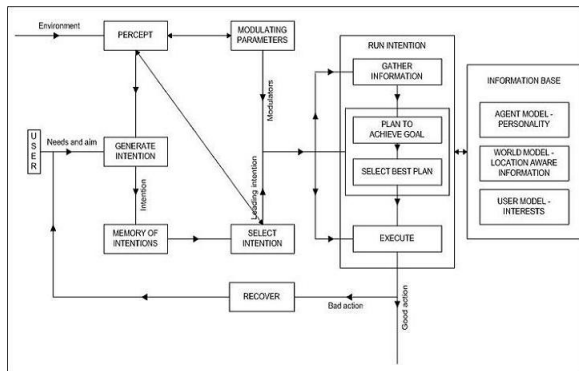 Environment
PERCEPT
MODULATING
PARAMETERS
RUN INTENTION
GATHER
INFORMATION
INFORMATION BASE
Modulators
PLAN TO
ACHIEVE GOAL
AGENT MODEL -
PERSONALITY
USER
Needs and aim
GENERATE
INTENTION
SELECT BEST PLAN
WORLD MODEL -
LOCATION AWARE
INFORMATION
Intention
Leading intention
USER MODEL -
INTERESTS
MEMORY OF
INTENTIONS
SELECT
INTENTION
EXECUTE
RECOVER
Bad action
Good action